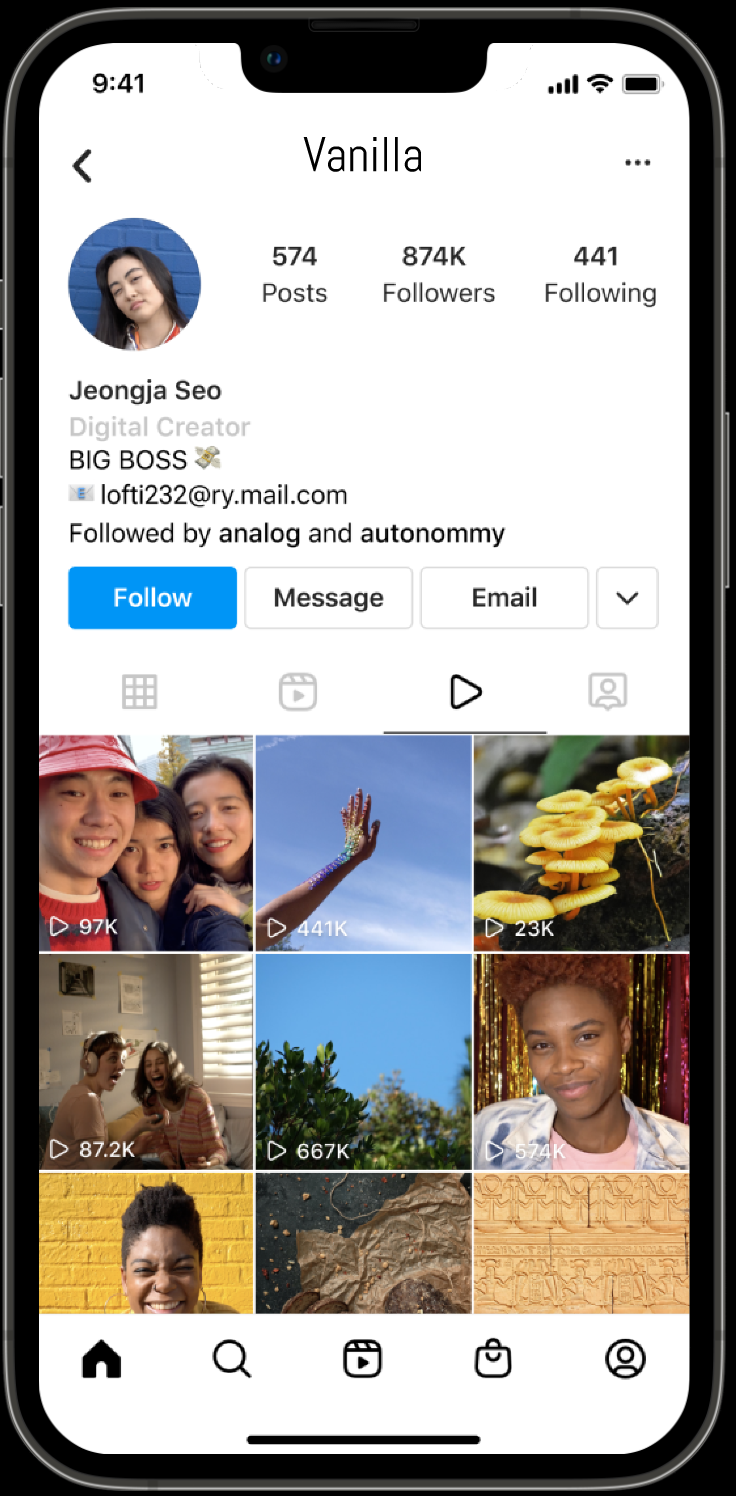 9:41
Vanilla
574 874K 441
Posts Followers Following
Jeongja Seo
Digital Creator
BIG BOSS 💸
📧 lofti232@ry.mail.com
Followed by analog and autonommy
Follow Message Email
97K 441K 23K
87.2K 667K 574K